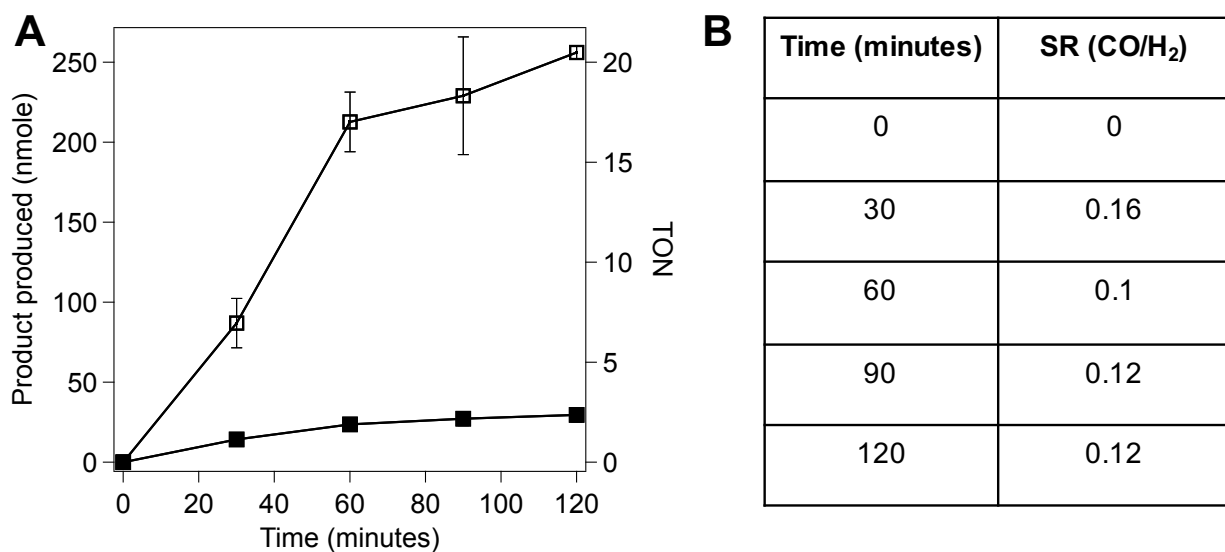 A
Product produced (nmole)
250
200
150
100
50
0
20
15
10
5
0
TON
0 20 40 60 80 100 120
Time (minutes)
B
Time (minutes) SR (CO/H₂)
0 0
30 0.16
60 0.1
90 0.12
120 0.12